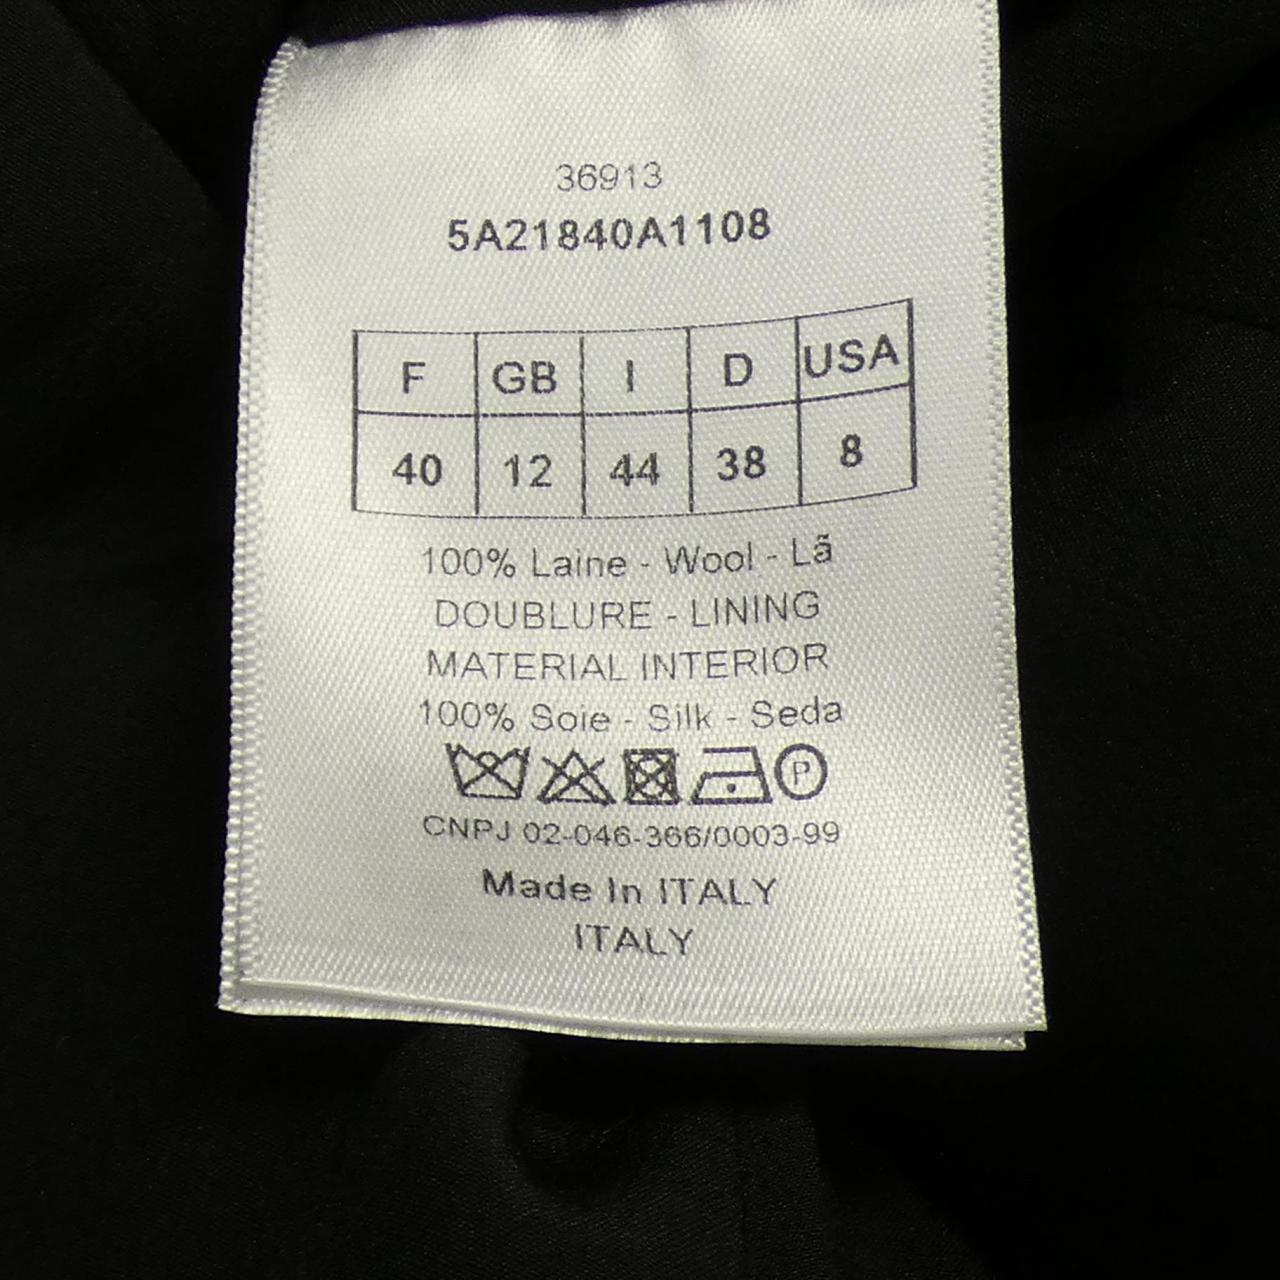 36913
5A21840A1108
F GB I D USA
40 12 44 38 8
100% Laine - Wool - Lã
DOUBLURE - LINING
MATERIAL INTERIOR
100% Soie - Silk - Seda
P
CNPJ 02-046-366/0003-99
Made In ITALY
ITALY